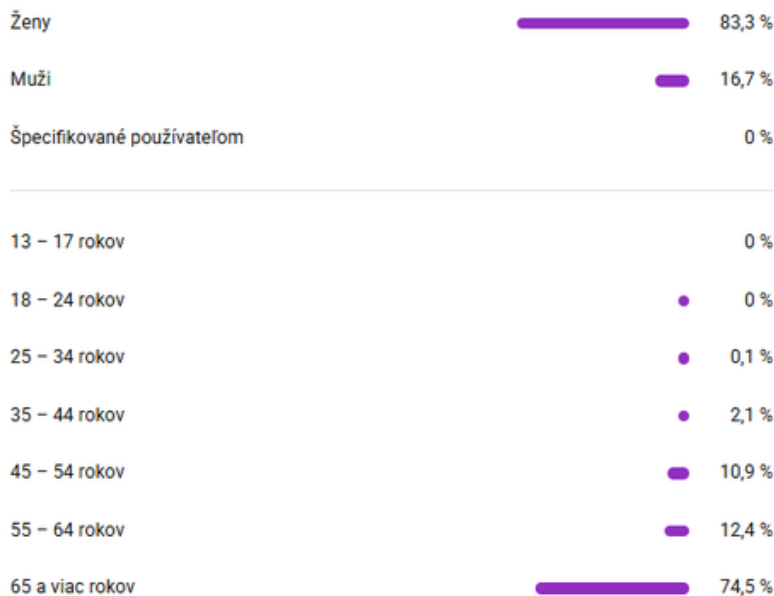 Ženy 83,3 %
Muži 16,7 %
Špecifikované používateľom 0 %
13 – 17 rokov 0 %
18 – 24 rokov 0 %
25 – 34 rokov 0,1 %
35 – 44 rokov 2,1 %
45 – 54 rokov 10,9 %
55 – 64 rokov 12,4 %
65 a viac rokov 74,5 %